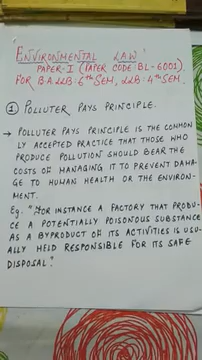 ENVIRONMENTAL LAW
PAPER-I (PAPER CODE: BL-6001)
FOR B.A.LLB: 6TH SEM, LLB: 4TH SEM.
① POLLUTER PAYS PRINCIPLE.
→ POLLUTER PAYS PRINCIPLE IS THE COMMON
LY ACCEPTED PRACTICE THAT THOSE WHO
PRODUCE POLLUTION SHOULD BEAR THE
COSTS OF MANAGING IT TO PREVENT DAMA-
GE TO HUMAN HEALTH OR THE ENVIRON-
MENT.
Eg. "FOR INSTANCE A FACTORY THAT PRODU-
CE A POTENTIALLY POISONOUS SUBSTANCE
AS A BYPRODUCT OF ITS ACTIVITIES IS USU-
ALLY HELD RESPONSIBLE FOR ITS SAFE
DISPOSAL".